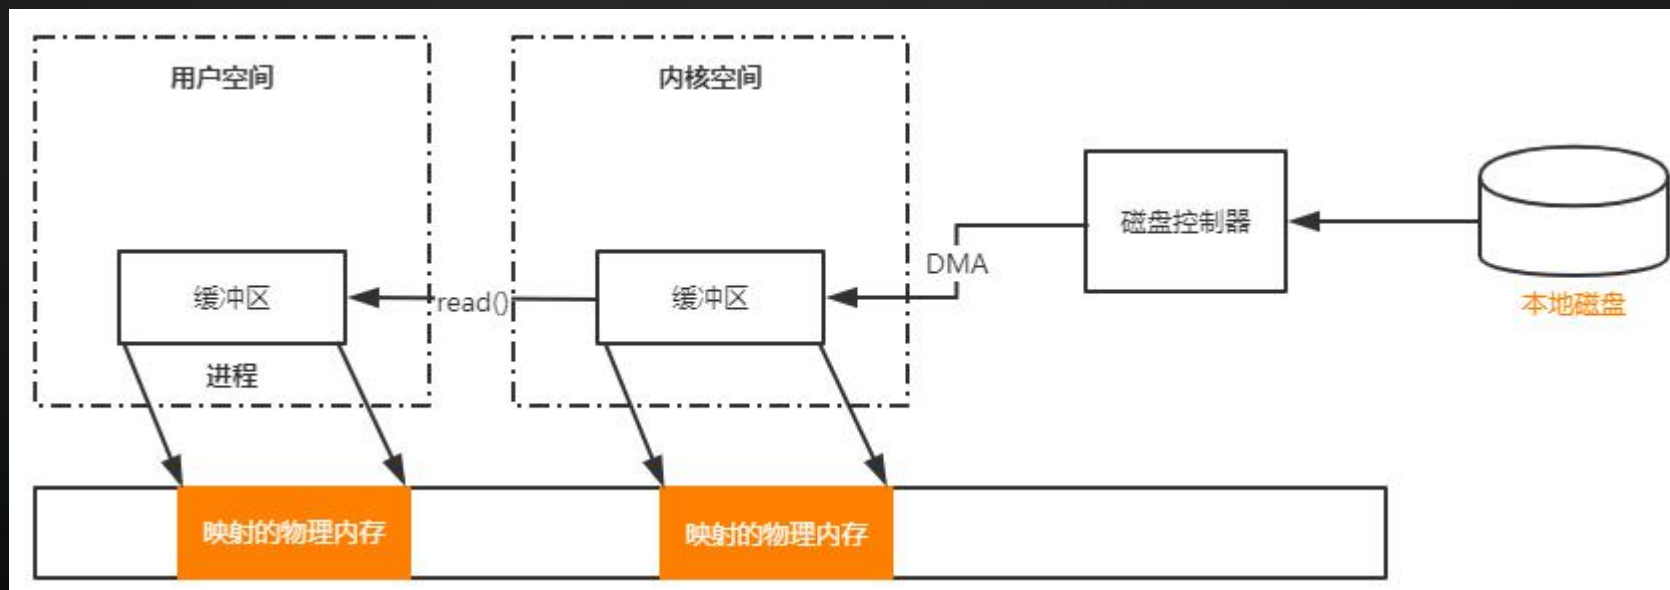 用户空间
内核空间
磁盘控制器
DMA
缓冲区
read()
缓冲区
本地磁盘
进程
映射的物理内存
映射的物理内存